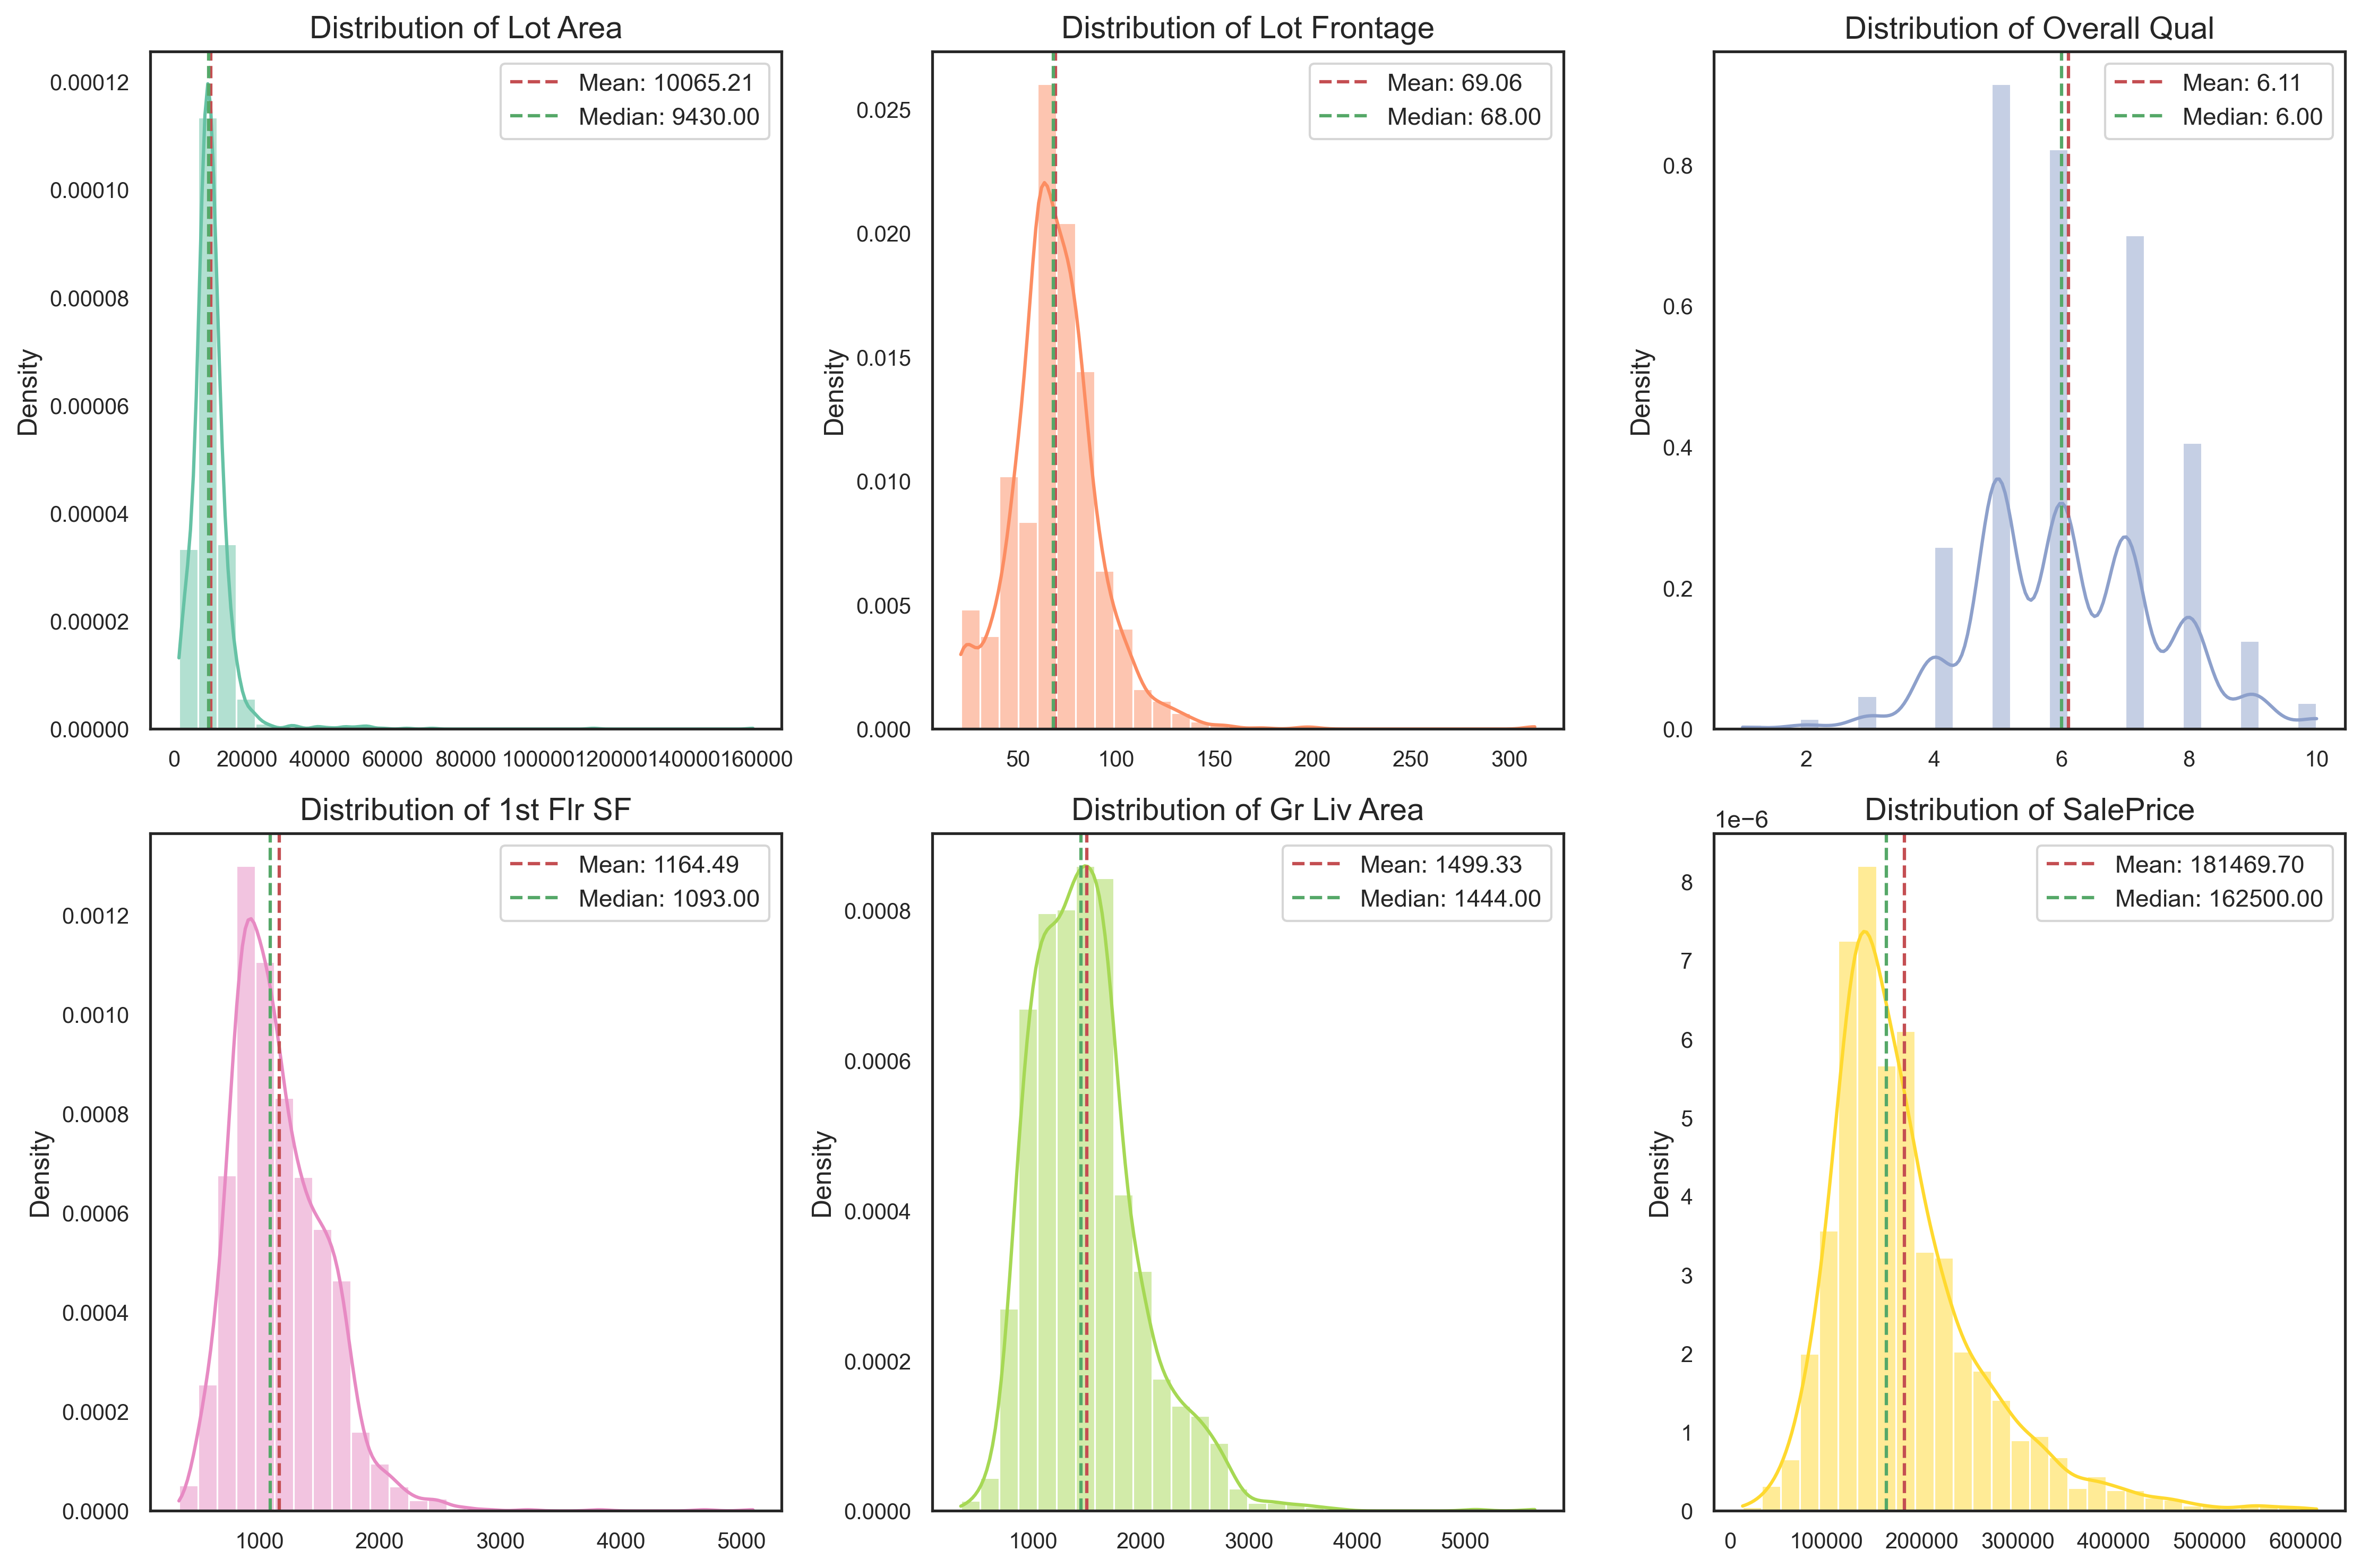 Distribution of Lot Area
Mean: 10065.21
Median: 9430.00
Density
0.00012
0.00010
0.00008
0.00006
0.00004
0.00002
0.00000
0 20000 40000 60000 80000 100000 120000 140000 160000
Distribution of Lot Frontage
Mean: 69.06
Median: 68.00
Density
0.025
0.020
0.015
0.010
0.005
0.000
50 100 150 200 250 300
Distribution of Overall Qual
Mean: 6.11
Median: 6.00
Density
0.8
0.6
0.4
0.2
0.0
2 4 6 8 10
Distribution of 1st Flr SF
Mean: 1164.49
Median: 1093.00
Density
0.0012
0.0010
0.0008
0.0006
0.0004
0.0002
0.0000
1000 2000 3000 4000 5000
Distribution of Gr Liv Area
Mean: 1499.33
Median: 1444.00
Density
0.0008
0.0006
0.0004
0.0002
0.0000
1000 2000 3000 4000 5000
Distribution of SalePrice
1e−6
Mean: 181469.70
Median: 162500.00
Density
8
7
6
5
4
3
2
1
0
0 100000 200000 300000 400000 500000 600000